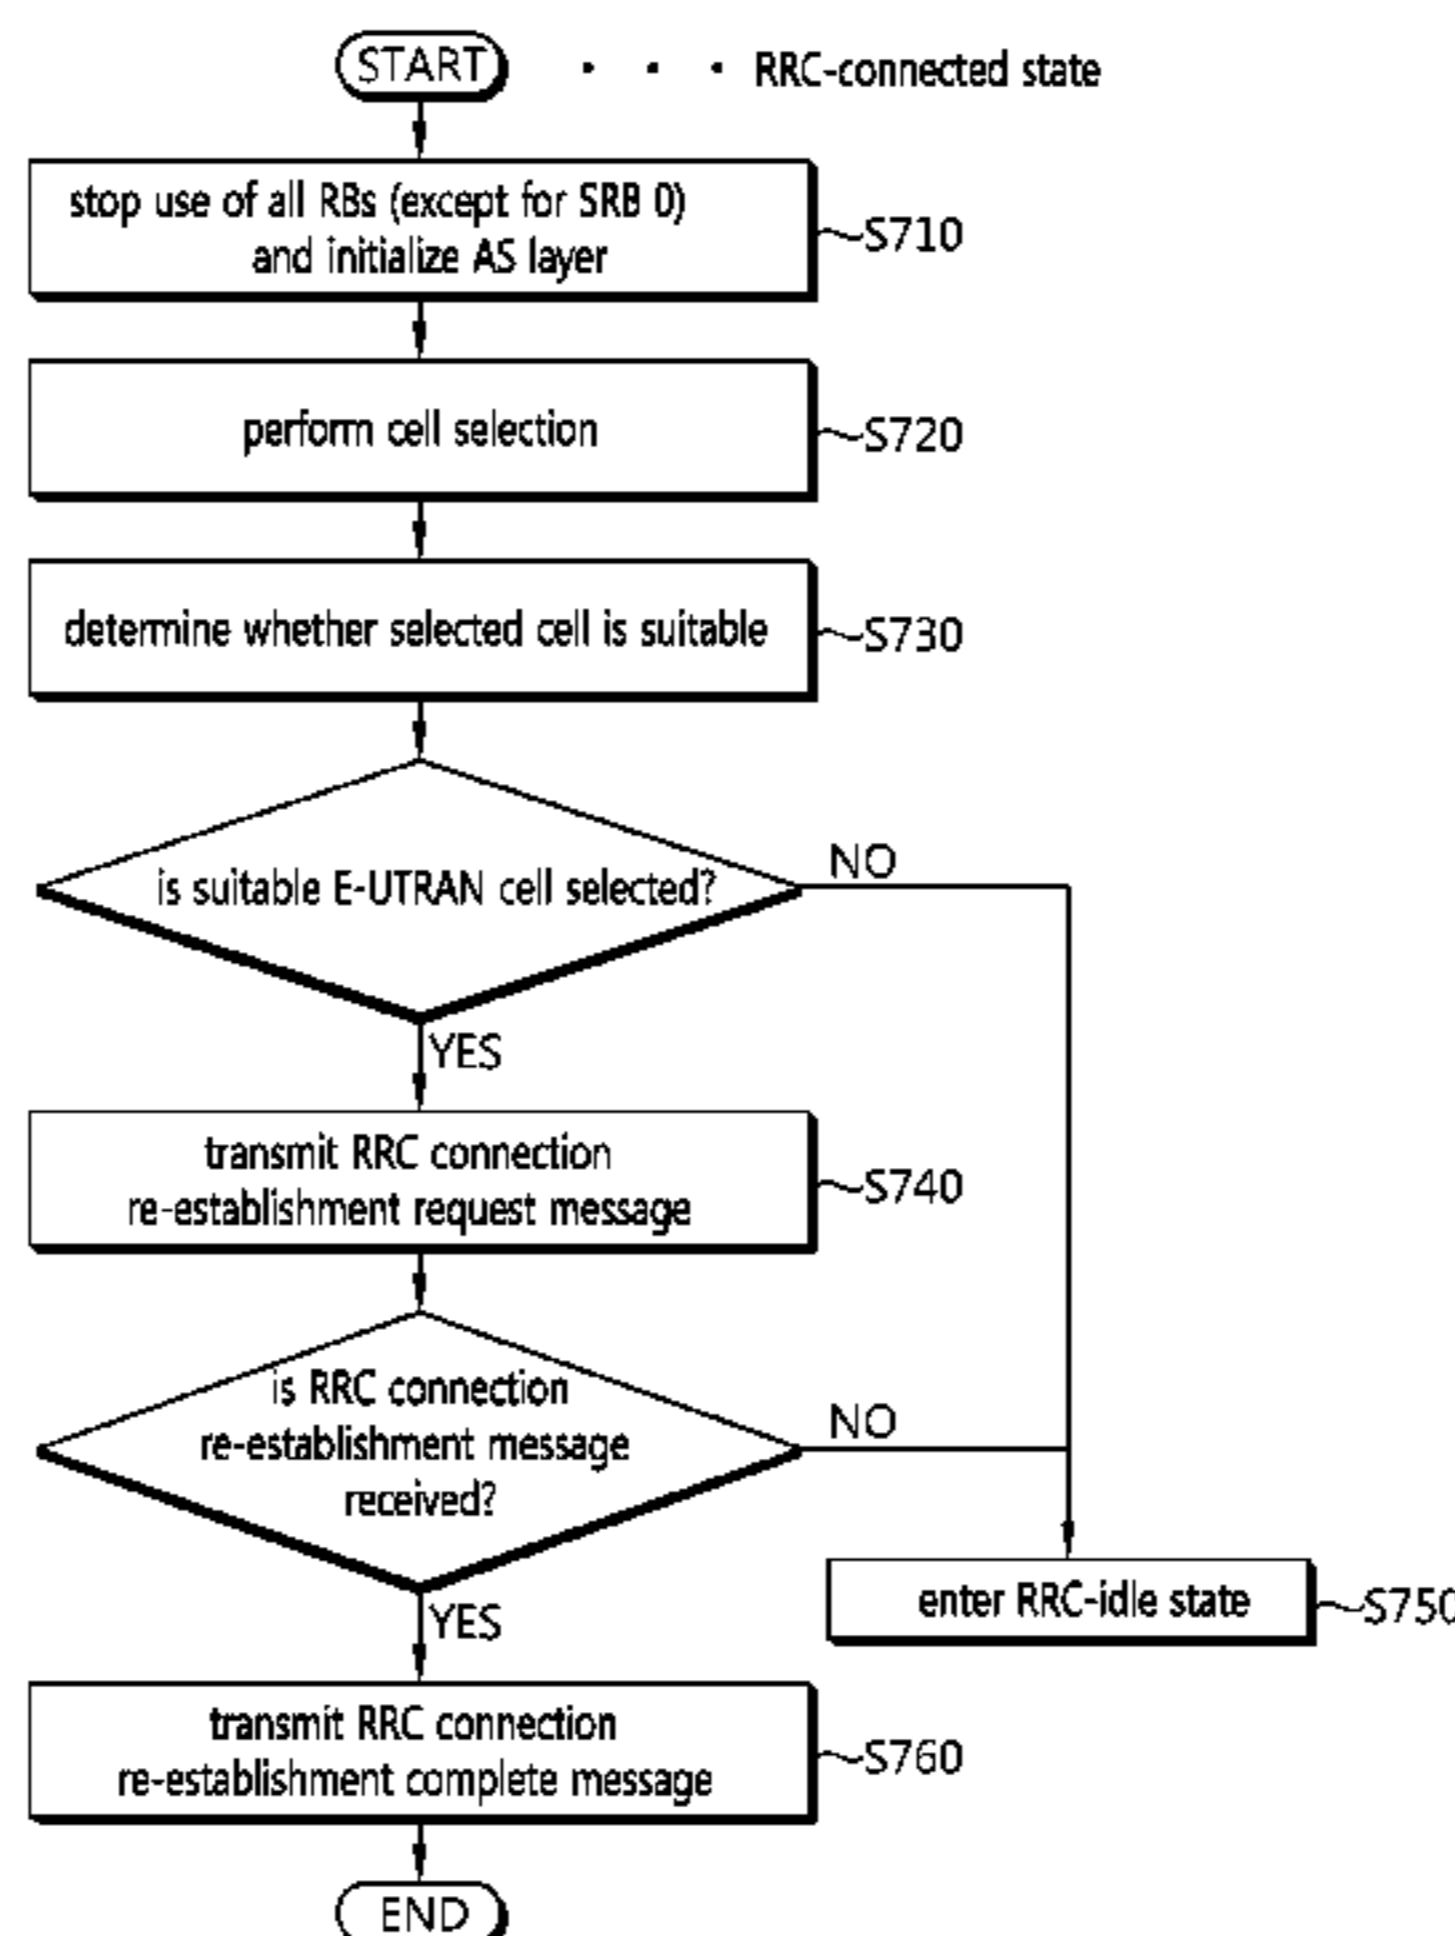 START . . . RRC-connected state
stop use of all RBs (except for SRB 0)
and initialize AS layer
S710
perform cell selection
S720
determine whether selected cell is suitable
S730
is suitable E-UTRAN cell selected?
NO
YES
transmit RRC connection
re-establishment request message
S740
is RRC connection
re-establishment message
received?
NO
YES
enter RRC-idle state
S750
transmit RRC connection
re-establishment complete message
S760
END